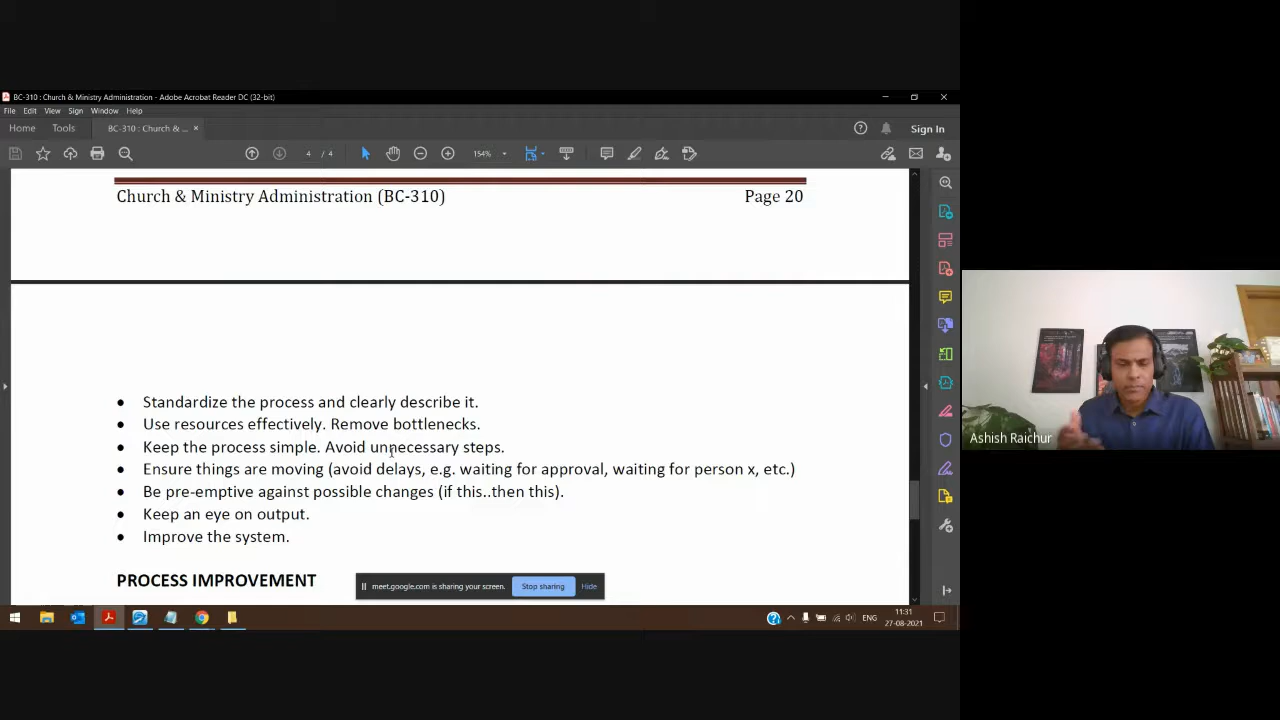 BC-310 : Church & Ministry Administration - Adobe Acrobat Reader DC (32-bit)
File Edit View Sign Window Help
Home Tools BC-310 : Church & ... × Sign In
4 / 4 154%
Church & Ministry Administration (BC-310) Page 20
• Standardize the process and clearly describe it.
• Use resources effectively. Remove bottlenecks.
• Keep the process simple. Avoid unnecessary steps.
• Ensure things are moving (avoid delays, e.g. waiting for approval, waiting for person x, etc.)
• Be pre-emptive against possible changes (if this..then this).
• Keep an eye on output.
• Improve the system.
PROCESS IMPROVEMENT
meet.google.com is sharing your screen. Stop sharing Hide
Ashish Raichur
ENG
11:31
27-08-2021